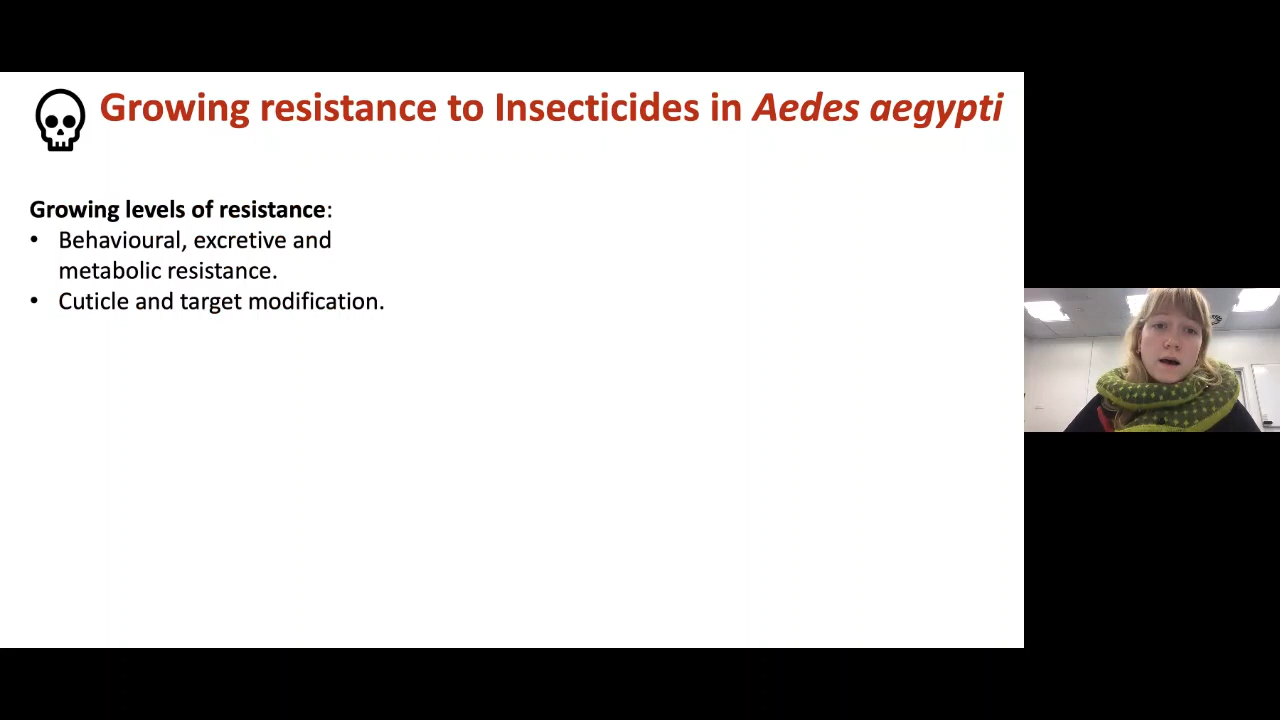 Growing resistance to Insecticides in Aedes aegypti
Growing levels of resistance:
• Behavioural, excretive and
metabolic resistance.
• Cuticle and target modification.